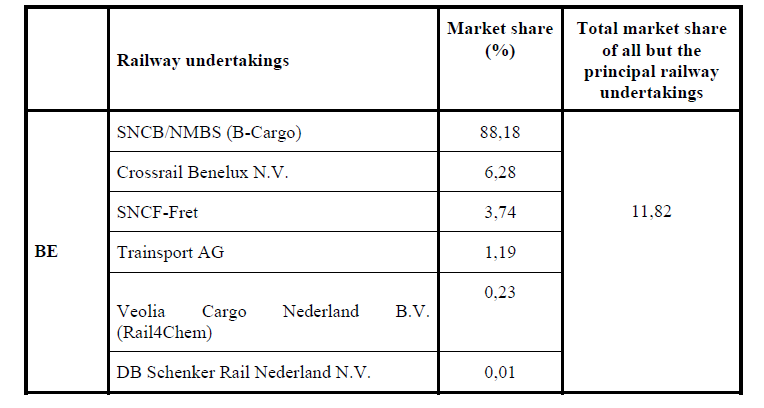 Railway undertakings
Market share
(%)
Total market share
of all but the
principal railway
undertakings
BE
SNCB/NMBS (B-Cargo)
88,18
Crossrail Benelux N.V.
6,28
SNCF-Fret
3,74
11,82
Trainsport AG
1,19
Veolia Cargo Nederland B.V.
(Rail4Chem)
0,23
DB Schenker Rail Nederland N.V.
0,01